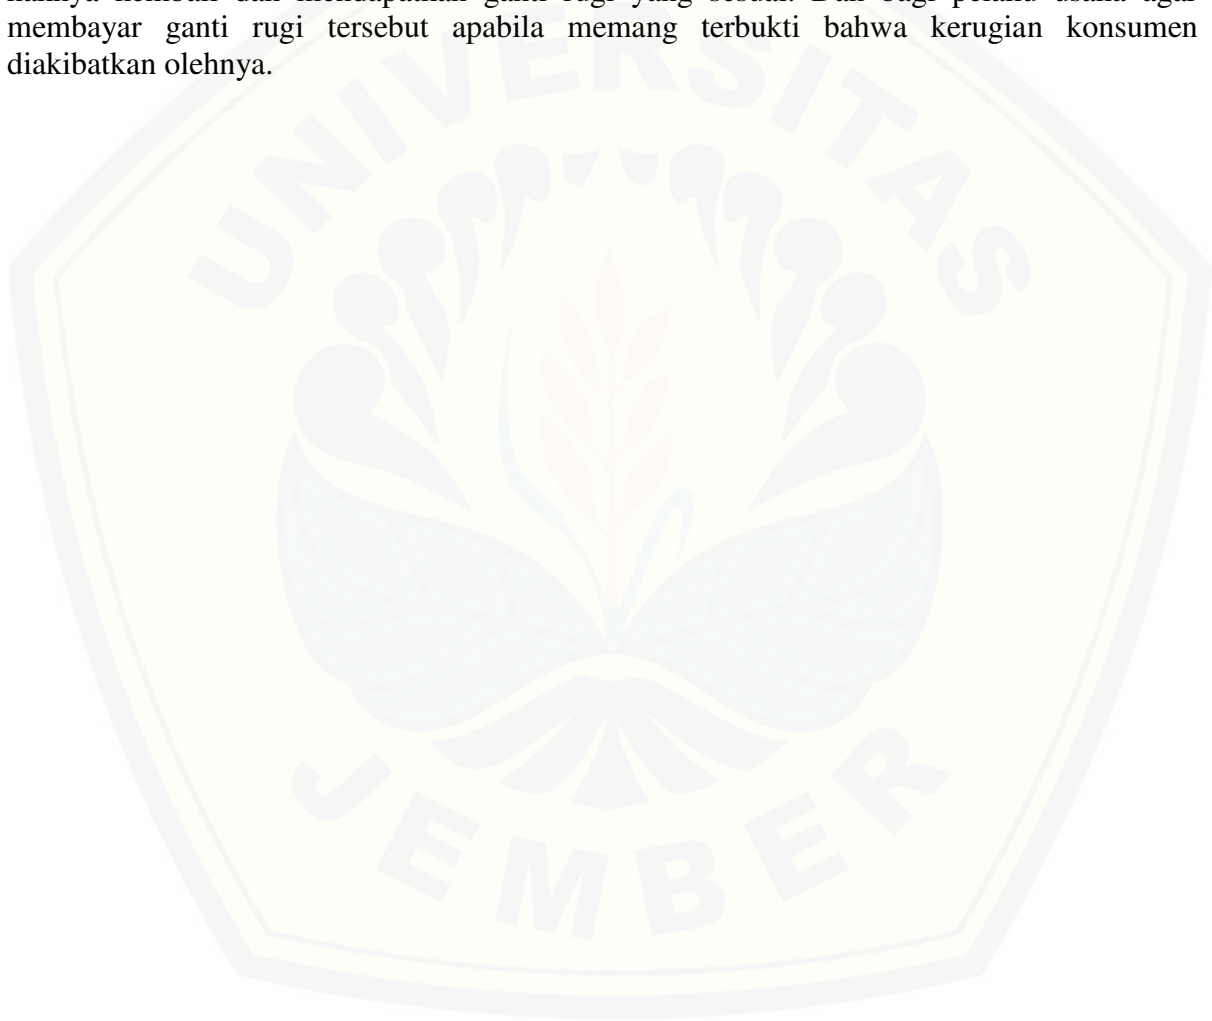 haknya kembali dan mendapatkan ganti rugi yang sesuai. Dan bagi pelaku usaha agar
membayar ganti rugi tersebut apabila memang terbukti bahwa kerugian konsumen
diakibatkan olehnya.
UNIVERSITAS
JEMBER